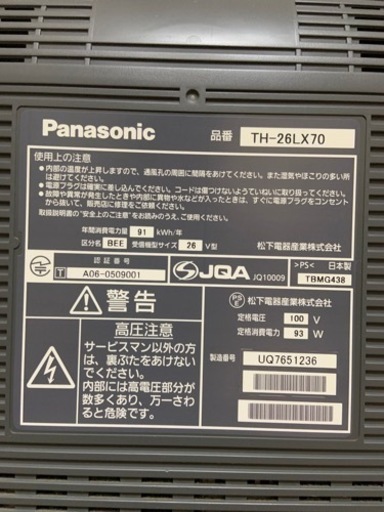 Panasonic 品番 TH-26LX70
使用上の注意
●内部の温度が上昇しますので、通風孔の周囲に間隔をあけてください。また湿気やほこりの多い所は避けてください。
●電源プラグは確実に差し込んでください。コードは傷つけないようていねいに扱ってください。
●故障や異常が発生したときや内部に異物や水などが入ったときは、すぐに電源プラグをコンセントから抜いて、販売店に修理をご依頼ください。
取扱説明書の"安全上のご注意"を必ずお読みのうえ、正しくお使いください。
年間消費電力量 91 kWh/年
区分名 BEE 受信機型サイズ 26 V型 松下電器産業株式会社
T A06-0509001
JQA JQ10009
<PS> 日本製
TBMG438
警告
高圧注意
サービスマン以外の方は、裏ぶたをあけないでください。
内部には高電圧部分が数多くあり、万一さわると危険です。
PS E 松下電器産業株式会社
定格電圧 100 V
定格消費電力 93 W
製造番号 UQ7651236